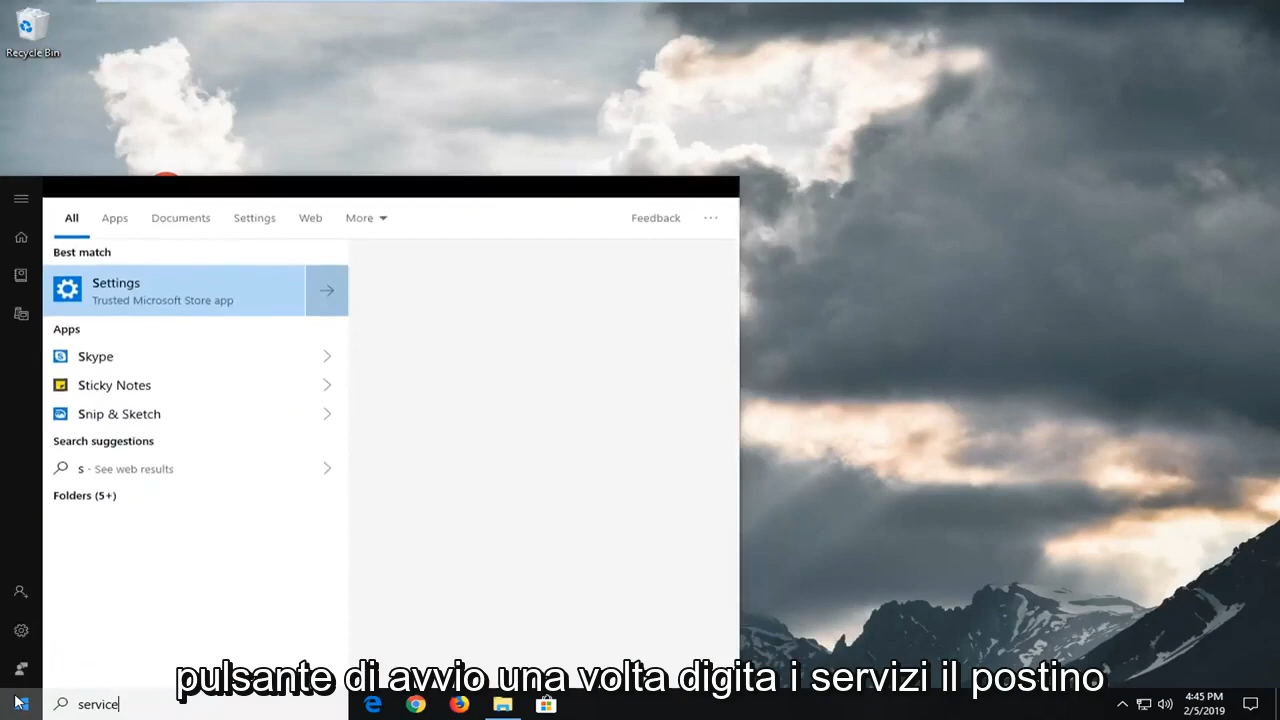 Recycle Bin
All Apps Documents Settings Web More Feedback ...
Best match
Settings
Trusted Microsoft Store app
Apps
Skype
Sticky Notes
Snip & Sketch
Search suggestions
s - See web results
Folders (5+)
pulsante di avvio una volta digita i servizi il postino
service
4:45 PM
2/5/2019